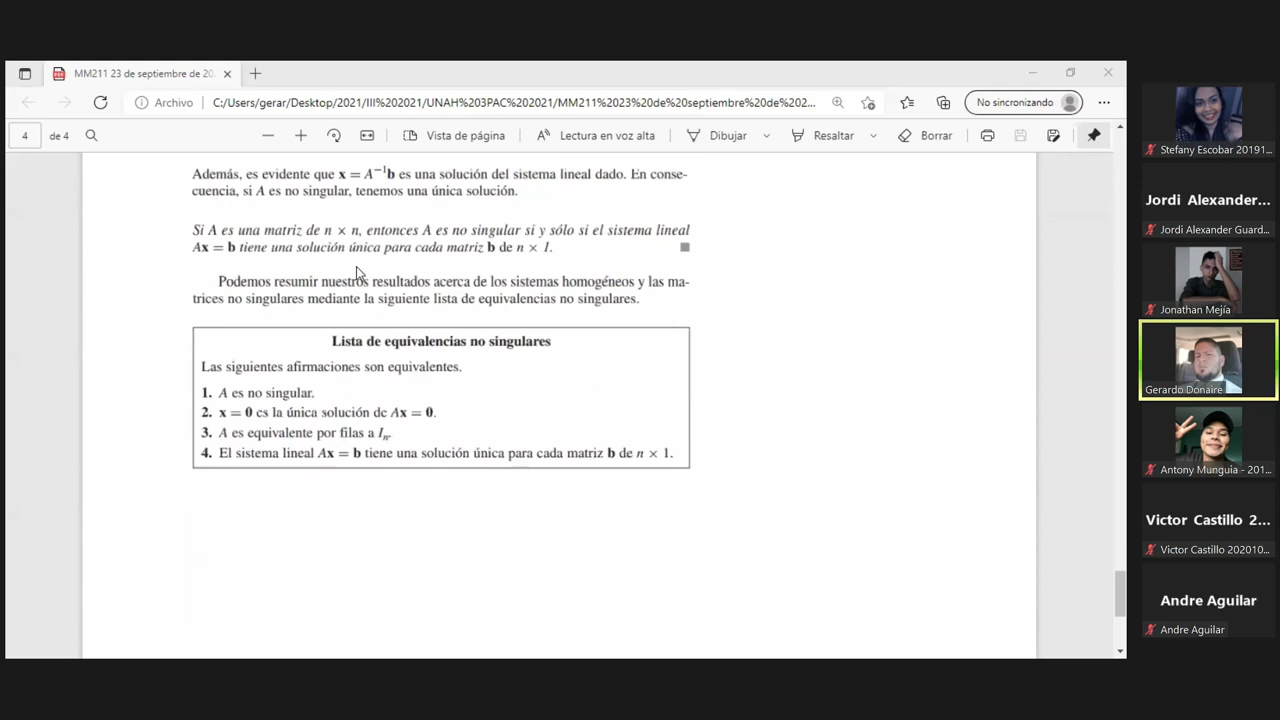 MM211 23 de septiembre de 20
Archivo
C:/Users/gerar/Desktop/2021/III%202021/UNAH%203PAC%202021/MM211%2023%20de%20septiembre%20de%202...
No sincronizando
4 de 4
Vista de página
Lectura en voz alta
Dibujar
Resaltar
Borrar
Además, es evidente que x = A⁻¹b es una solución del sistema lineal dado. En conse-
cuencia, si A es no singular, tenemos una única solución.
Si A es una matriz de n × n, entonces A es no singular si y sólo si el sistema lineal
Ax = b tiene una solución única para cada matriz b de n × 1.
Podemos resumir nuestros resultados acerca de los sistemas homogéneos y las ma-
trices no singulares mediante la siguiente lista de equivalencias no singulares.
Lista de equivalencias no singulares
Las siguientes afirmaciones son equivalentes.
1. A es no singular.
2. x = 0 es la única solución de Ax = 0.
3. A es equivalente por filas a Iₙ.
4. El sistema lineal Ax = b tiene una solución única para cada matriz b de n × 1.
Stefany Escobar 20191...
Jordi Alexander...
Jordi Alexander Guard...
Jonathan Mejía
Gerardo Donaire
Antony Munguia - 201...
Victor Castillo 2...
Victor Castillo 202010...
Andre Aguilar
Andre Aguilar